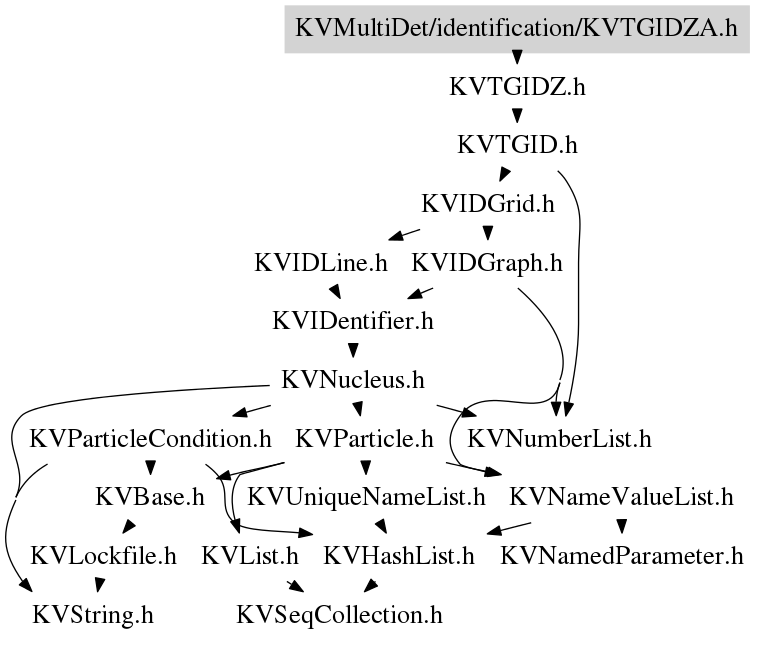 KVMultiDet/identification/KVTGIDZA.h
KVTGIDZ.h
KVTGID.h
KVIDGrid.h
KVIDLine.h
KVIDGraph.h
KVIDentifier.h
KVNucleus.h
KVParticleCondition.h
KVParticle.h
KVNumberList.h
KVBase.h
KVUniqueNameList.h
KVNameValueList.h
KVLockfile.h
KVList.h
KVHashList.h
KVNamedParameter.h
KVString.h
KVSeqCollection.h